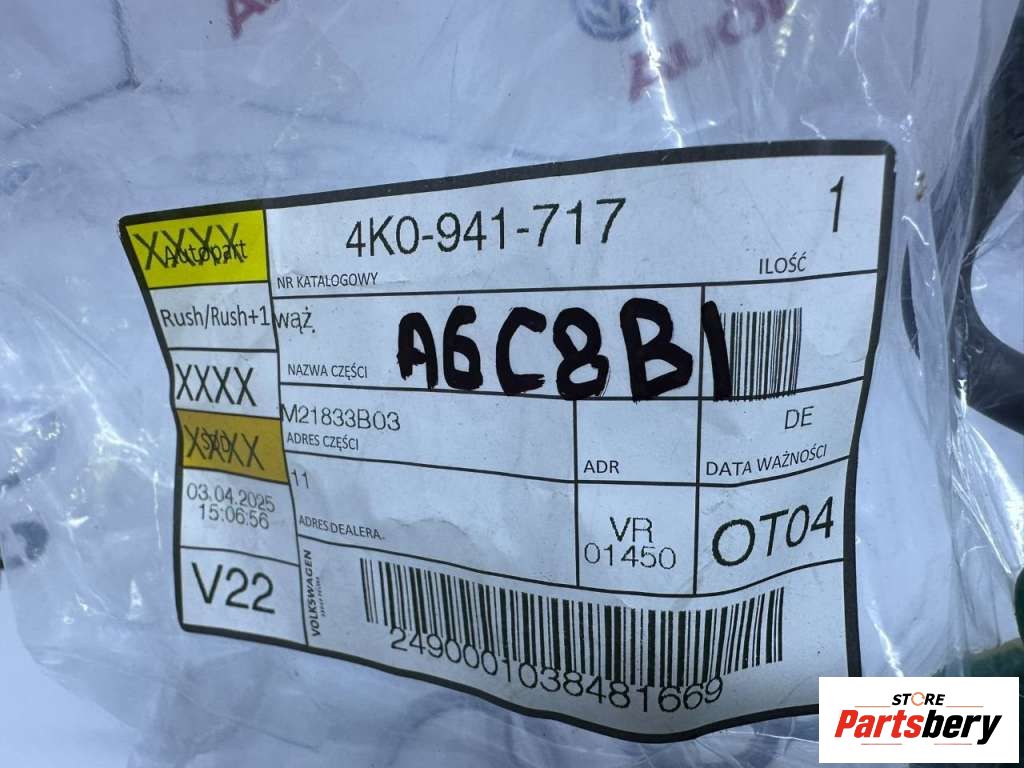 XXXX
Autopart
4K0-941-717
1
NR KATALOGOWY
ILOŚĆ
Rush/Rush+1
wąż.
A6C8B1
NAZWA CZĘŚCI
XXXX
M21833B03
DE
ADRES CZĘŚCI
ADR
DATA WAŻNOŚCI
XXXX
11
03.04.2025
15:06:56
ADRES DEALERA.
VR
01450
OT04
V22
VOLKSWAGEN
2490001038481669
STORE
Partsbery